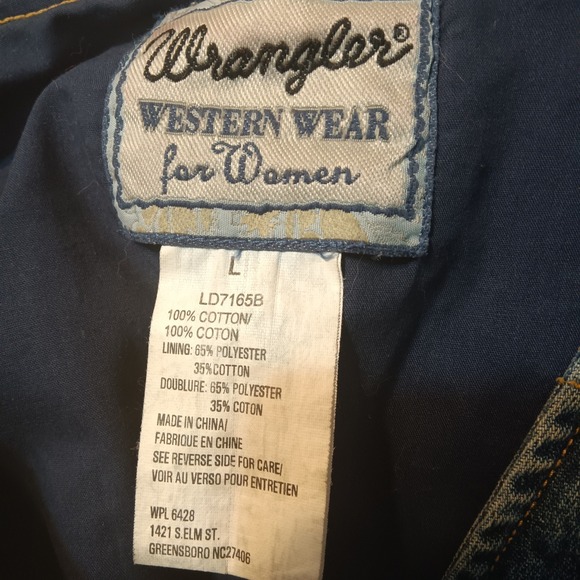 Wrangler®
WESTERN WEAR
for Women
L
LD7165B
100% COTTON/
100% COTON
LINING: 65% POLYESTER
35%COTTON
DOUBLURE: 65% POLYESTER
35% COTON
MADE IN CHINA/
FABRIQUE EN CHINE
SEE REVERSE SIDE FOR CARE/
VOIR AU VERSO POUR ENTRETIEN
WPL 6428
1421 S.ELM ST.
GREENSBORO NC27406